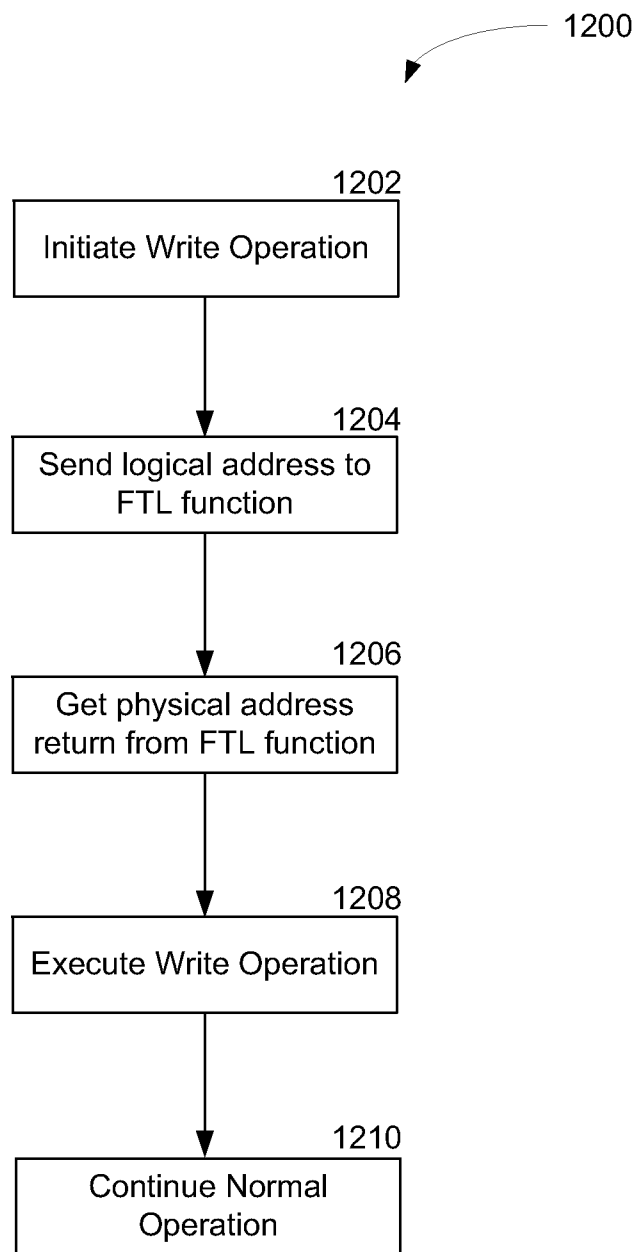 1200
1202
Initiate Write Operation
1204
Send logical address to
FTL function
1206
Get physical address
return from FTL function
1208
Execute Write Operation
1210
Continue Normal
Operation